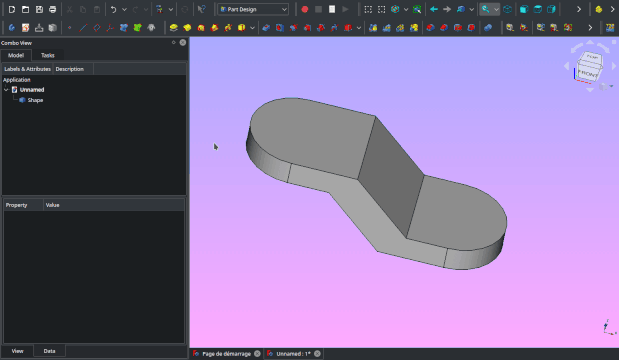 Part Design
Combo View
Model Tasks
Labels & Attributes Description
Application
Unnamed
Shape
Property Value
View Data
Page de démarrage
Unnamed : 1*
FRONT